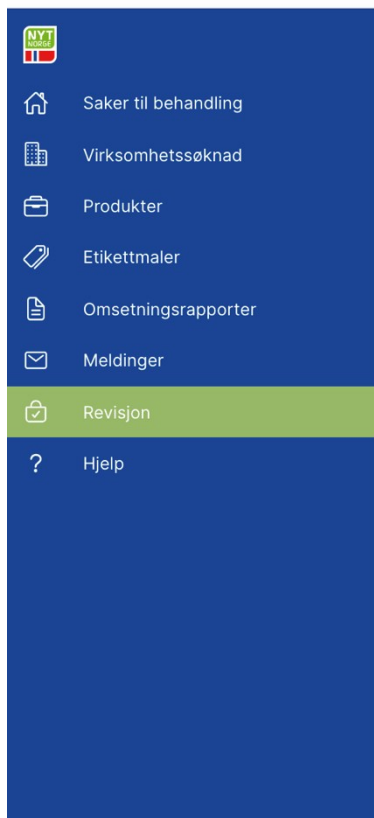 NYT
NORGE
Saker til behandling
Virksomhetssøknad
Produkter
Etikettmaler
Omsetningsrapporter
Meldinger
Revisjon
? Hjelp